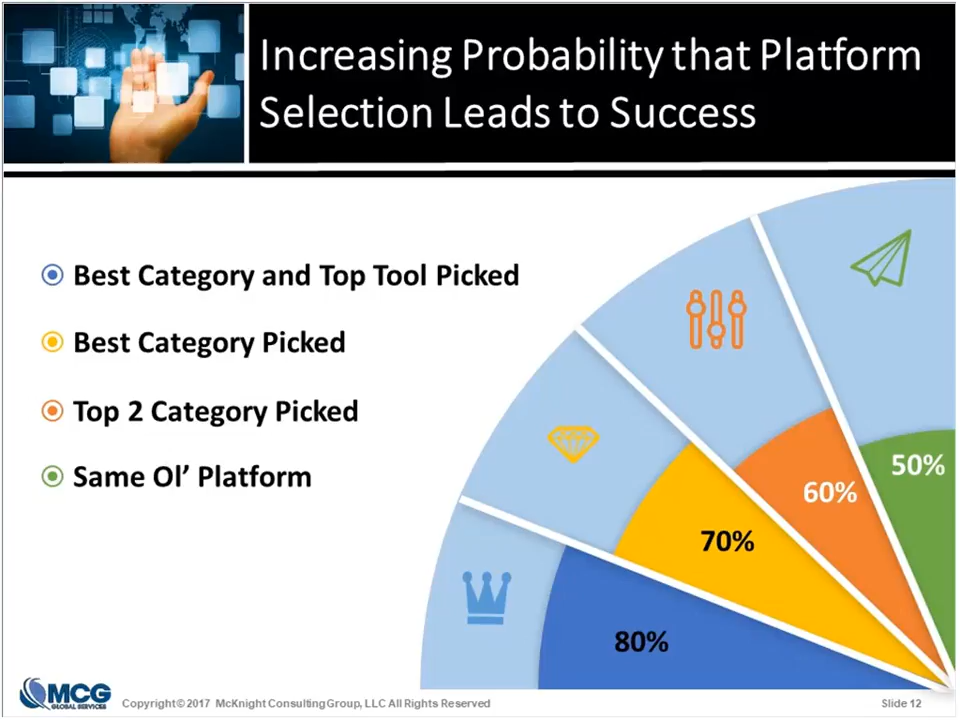 Increasing Probability that Platform
Selection Leads to Success
Best Category and Top Tool Picked
Best Category Picked
Top 2 Category Picked
Same Ol’ Platform
50%
60%
70%
80%
MCG
GLOBAL SERVICES
Copyright© 2017 McKnight Consulting Group, LLC All Rights Reserved
Slide 12